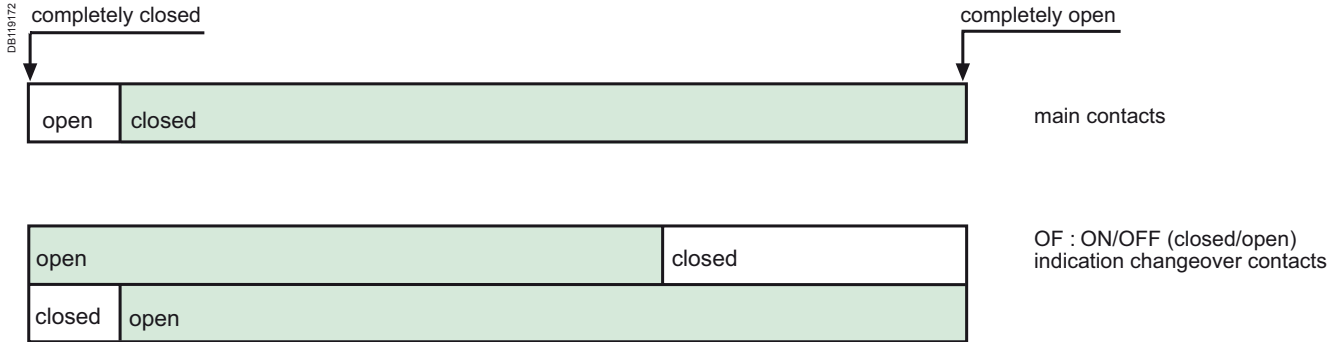 DB119172
completely closed
completely open
open
closed
main contacts
open
closed
OF : ON/OFF (closed/open)
indication changeover contacts
closed
open